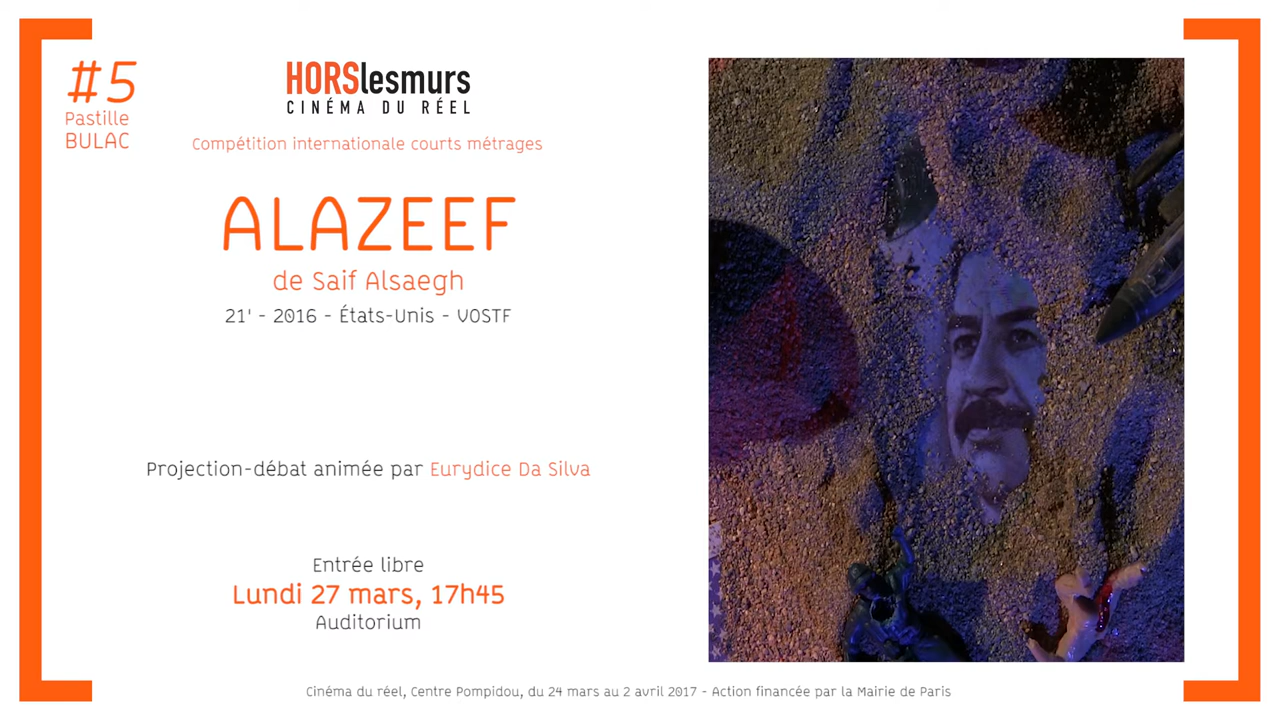 #5
Pastille
BULAC
HORSlesmurs
CINÉMA DU RÉEL
Compétition internationale courts métrages
ALAZEEF
de Saif Alsaegh
21' - 2016 - États-Unis - VOSTF
Projection-débat animée par Eurydice Da Silva
Entrée libre
Lundi 27 mars, 17h45
Auditorium
Cinéma du réel, Centre Pompidou, du 24 mars au 2 avril 2017 - Action financée par la Mairie de Paris